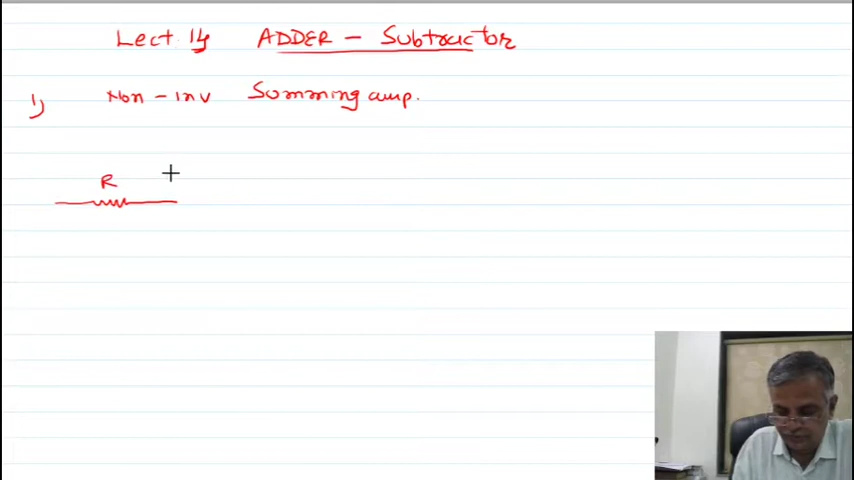 Lect. 14 ADDER - Subtractor
1) Non - inv Summing amp.
R